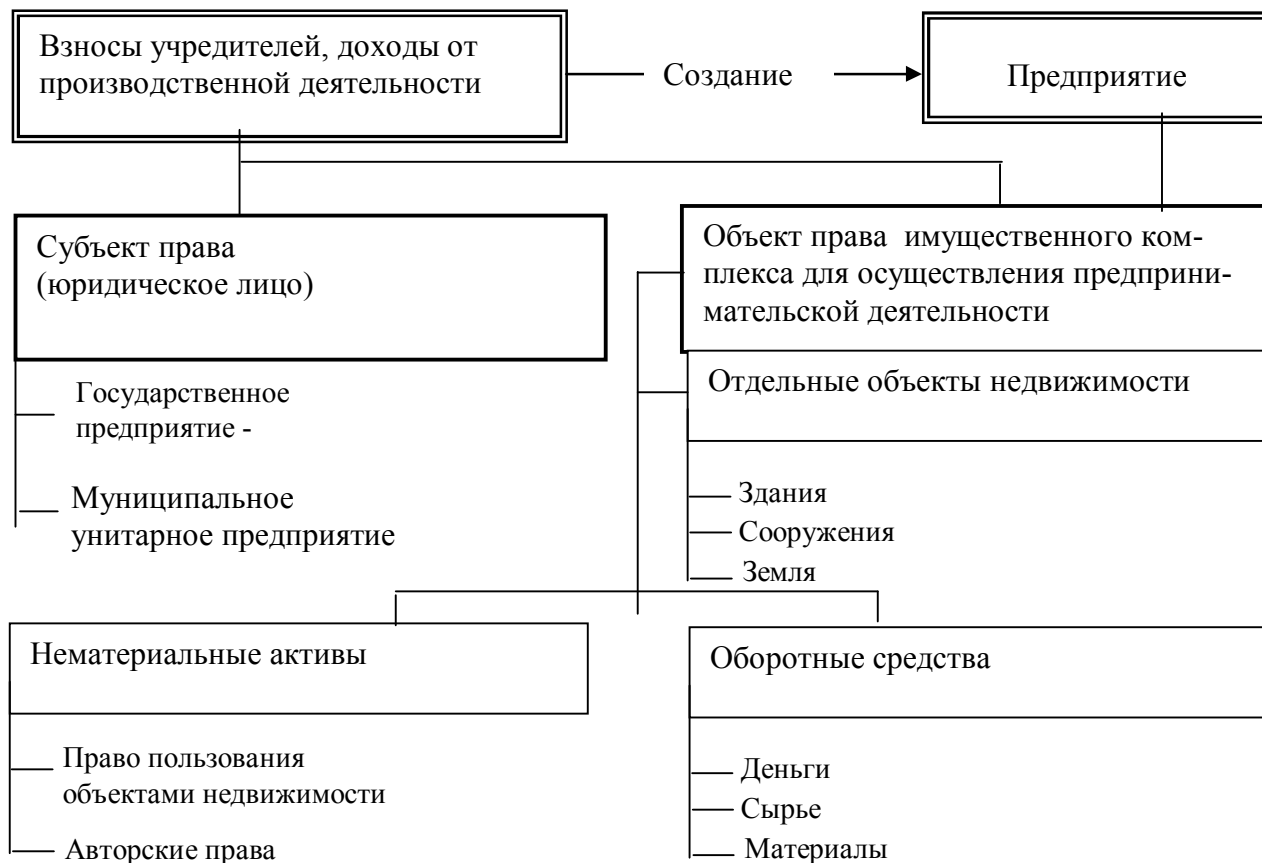 Взносы учредителей, доходы от
производственной деятельности
Создание
Предприятие
Субъект права
(юридическое лицо)
Объект права имущественного ком-
плекса для осуществления предприни-
мательской деятельности
Государственное
предприятие -
Муниципальное
унитарное предприятие
Отдельные объекты недвижимости
Здания
Сооружения
Земля
Нематериальные активы
Право пользования
объектами недвижимости
Авторские права
Оборотные средства
Деньги
Сырье
Материалы